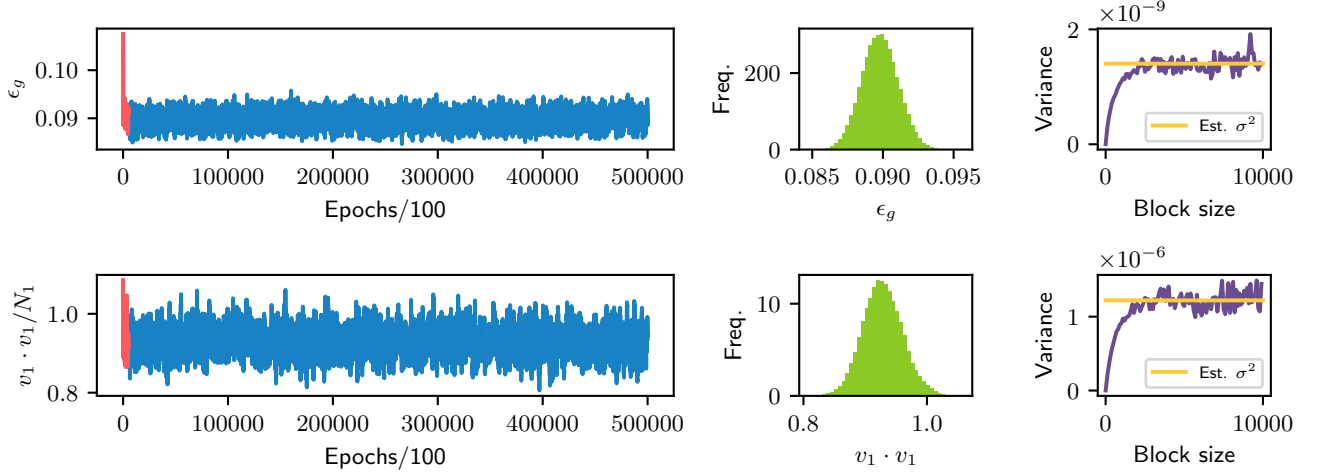 ϵ_g
0.10
0.09
0 100000 200000 300000 400000 500000
Epochs/100
Freq.
200
0
0.085 0.090 0.095
ϵ_g
×10⁻⁹
Variance
2
0
Est. σ²
0 10000
Block size
v₁ · v₁/N₁
1.0
0.8
0 100000 200000 300000 400000 500000
Epochs/100
Freq.
10
0
0.8 1.0
v₁ · v₁
×10⁻⁶
Variance
1
0
Est. σ²
0 10000
Block size